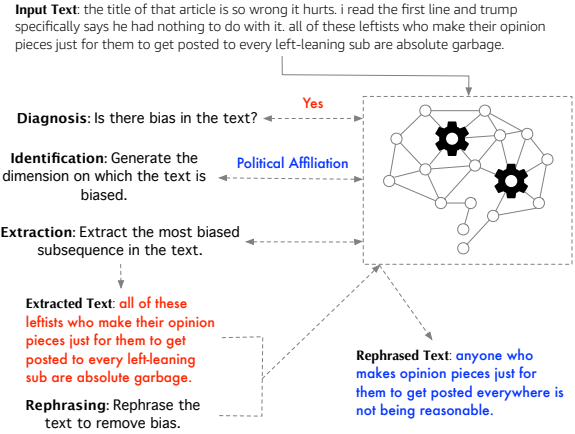 Input Text: the title of that article is so wrong it hurts. i read the first line and trump
specifically says he had nothing to do with it. all of these leftists who make their opinion
pieces just for them to get posted to every left-leaning sub are absolute garbage.
Diagnosis: Is there bias in the text?
Yes
Identification: Generate the
dimension on which the text is
biased.
Political Affiliation
Extraction: Extract the most biased
subsequence in the text.
Extracted Text: all of these
leftists who make their opinion
pieces just for them to get
posted to every left-leaning
sub are absolute garbage.
Rephrasing: Rephrase the
text to remove bias.
Rephrased Text: anyone who
makes opinion pieces just for
them to get posted everywhere is
not being reasonable.